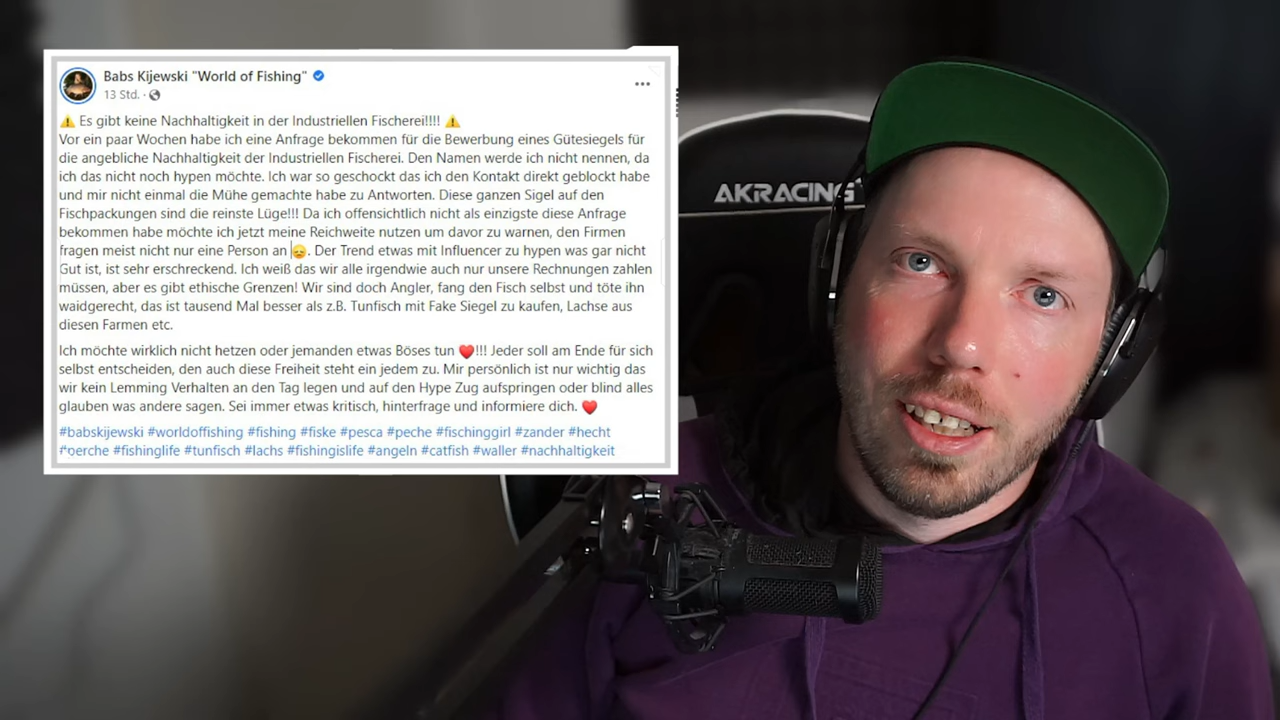 Babs Kijewski "World of Fishing"
13 Std. ·
⚠️ Es gibt keine Nachhaltigkeit in der Industriellen Fischerei!!!! ⚠️
Vor ein paar Wochen habe ich eine Anfrage bekommen für die Bewerbung eines Gütesiegels für
die angebliche Nachhaltigkeit der Industriellen Fischerei. Den Namen werde ich nicht nennen, da
ich das nicht noch hypen möchte. Ich war so geschockt das ich den Kontakt direkt geblockt habe
und mir nicht einmal die Mühe gemachte habe zu Antworten. Diese ganzen Sigel auf den
Fischpackungen sind die reinste Lüge!!! Da ich offensichtlich nicht als einzigste diese Anfrage
bekommen habe möchte ich jetzt meine Reichweite nutzen um davor zu warnen, den Firmen
fragen meist nicht nur eine Person an 😞. Der Trend etwas mit Influencer zu hypen was gar nicht
Gut ist, ist sehr erschreckend. Ich weiß das wir alle irgendwie auch nur unsere Rechnungen zahlen
müssen, aber es gibt ethische Grenzen! Wir sind doch Angler, fang den Fisch selbst und töte ihn
waidgerecht, das ist tausend Mal besser als z.B. Tunfisch mit Fake Siegel zu kaufen, Lachse aus
diesen Farmen etc.
Ich möchte wirklich nicht hetzen oder jemanden etwas Böses tun ❤️!!! Jeder soll am Ende für sich
selbst entscheiden, den auch diese Freiheit steht ein jedem zu. Mir persönlich ist nur wichtig das
wir kein Lemming Verhalten an den Tag legen und auf den Hype Zug aufspringen oder blind alles
glauben was andere sagen. Sei immer etwas kritisch, hinterfrage und informiere dich. ❤️
#babskijewski #worldoffishing #fishing #fiske #pesca #peche #fischinggirl #zander #hecht
#perche #fishinglife #tunfisch #lachs #fishingislife #angeln #catfish #waller #nachhaltigkeit
AKRACING